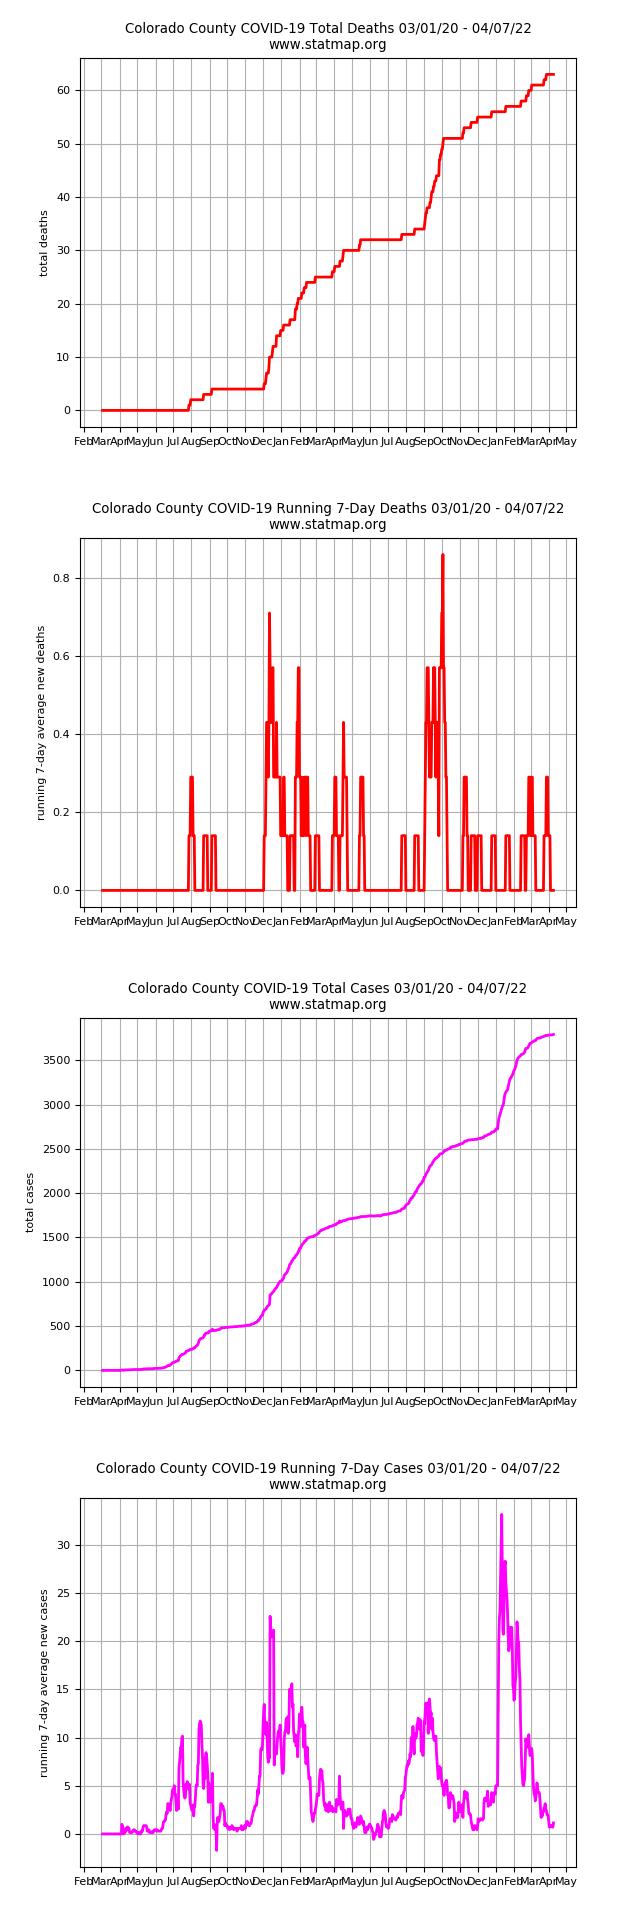 Colorado County COVID-19 Total Deaths 03/01/20 - 04/07/22
www.statmap.org
60
50
40
30
20
10
0
total deaths
Feb Mar Apr May Jun Jul Aug Sep Oct Nov Dec Jan Feb Mar Apr May Jun Jul Aug Sep Oct Nov Dec Jan Feb Mar Apr May
Colorado County COVID-19 Running 7-Day Deaths 03/01/20 - 04/07/22
www.statmap.org
0.8
0.6
0.4
0.2
0.0
running 7-day average new deaths
Feb Mar Apr May Jun Jul Aug Sep Oct Nov Dec Jan Feb Mar Apr May Jun Jul Aug Sep Oct Nov Dec Jan Feb Mar Apr May
Colorado County COVID-19 Total Cases 03/01/20 - 04/07/22
www.statmap.org
3500
3000
2500
2000
1500
1000
500
0
total cases
Feb Mar Apr May Jun Jul Aug Sep Oct Nov Dec Jan Feb Mar Apr May Jun Jul Aug Sep Oct Nov Dec Jan Feb Mar Apr May
Colorado County COVID-19 Running 7-Day Cases 03/01/20 - 04/07/22
www.statmap.org
30
25
20
15
10
5
0
running 7-day average new cases
Feb Mar Apr May Jun Jul Aug Sep Oct Nov Dec Jan Feb Mar Apr May Jun Jul Aug Sep Oct Nov Dec Jan Feb Mar Apr May